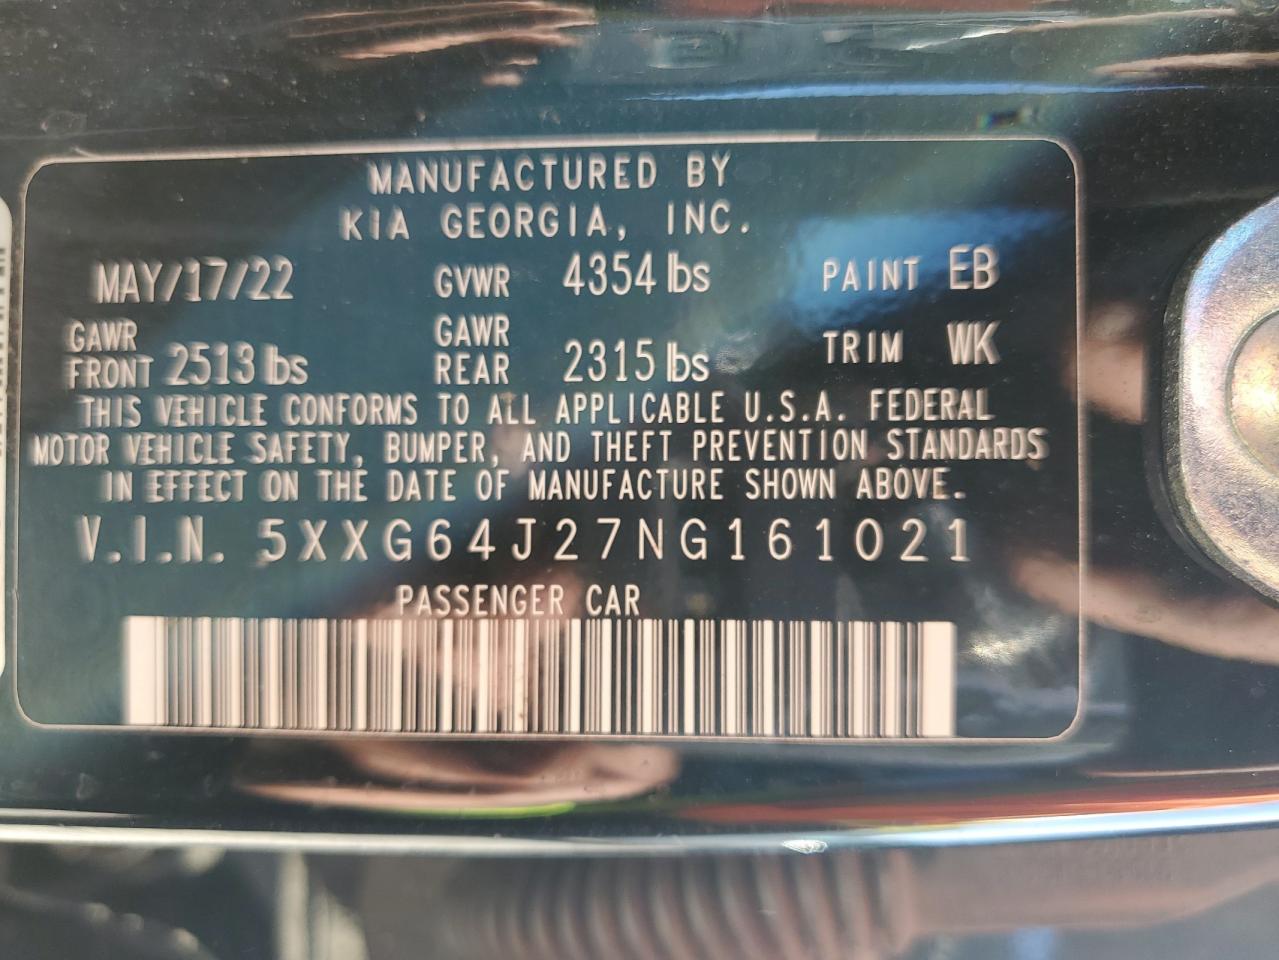 MANUFACTURED BY
KIA GEORGIA, INC.
MAY/17/22 GVWR 4354 lbs PAINT EB
GAWR FRONT 2513 lbs GAWR REAR 2315 lbs TRIM WK
THIS VEHICLE CONFORMS TO ALL APPLICABLE U.S.A. FEDERAL
MOTOR VEHICLE SAFETY, BUMPER, AND THEFT PREVENTION STANDARDS
IN EFFECT ON THE DATE OF MANUFACTURE SHOWN ABOVE.
V.I.N. 5XXG64J27NG161021
PASSENGER CAR